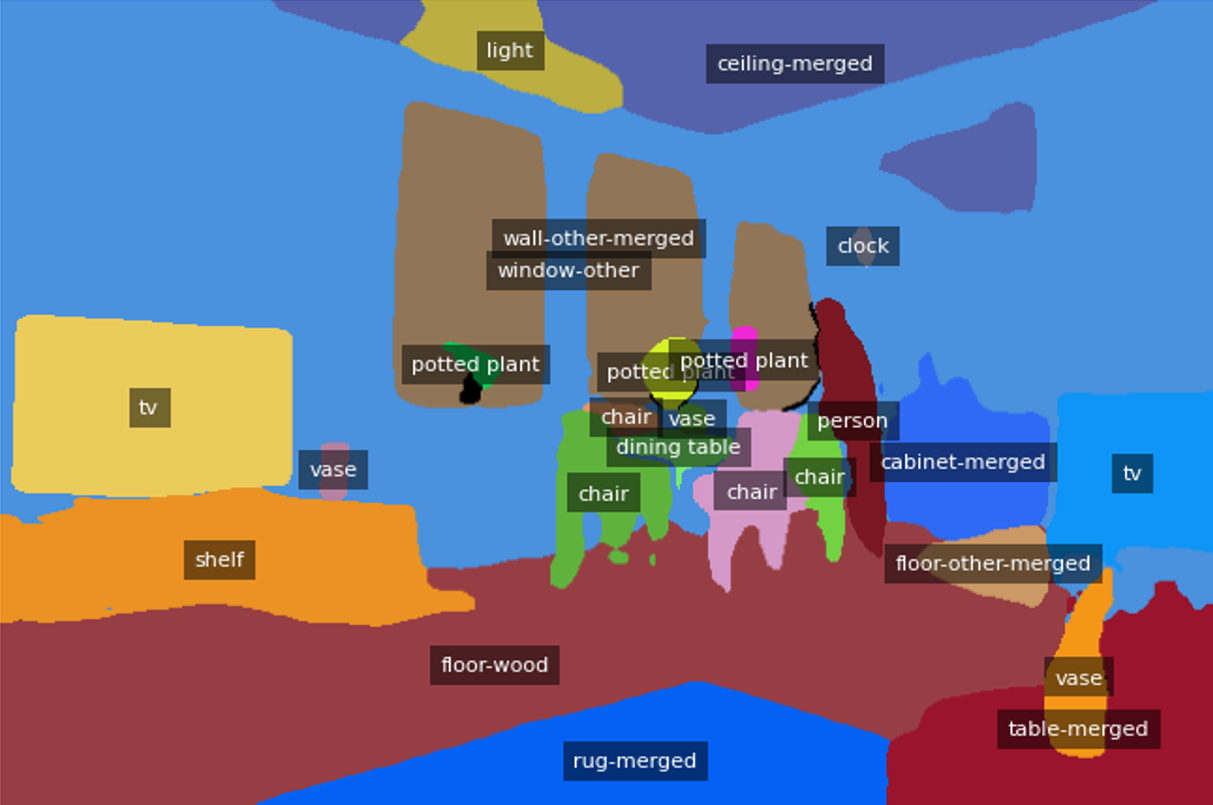 light
ceiling-merged
wall-other-merged
clock
window-other
potted plant
potted plant
potted plant
tv
chair
vase
person
dining table
vase
cabinet-merged
tv
chair
chair
chair
shelf
floor-other-merged
floor-wood
vase
table-merged
rug-merged